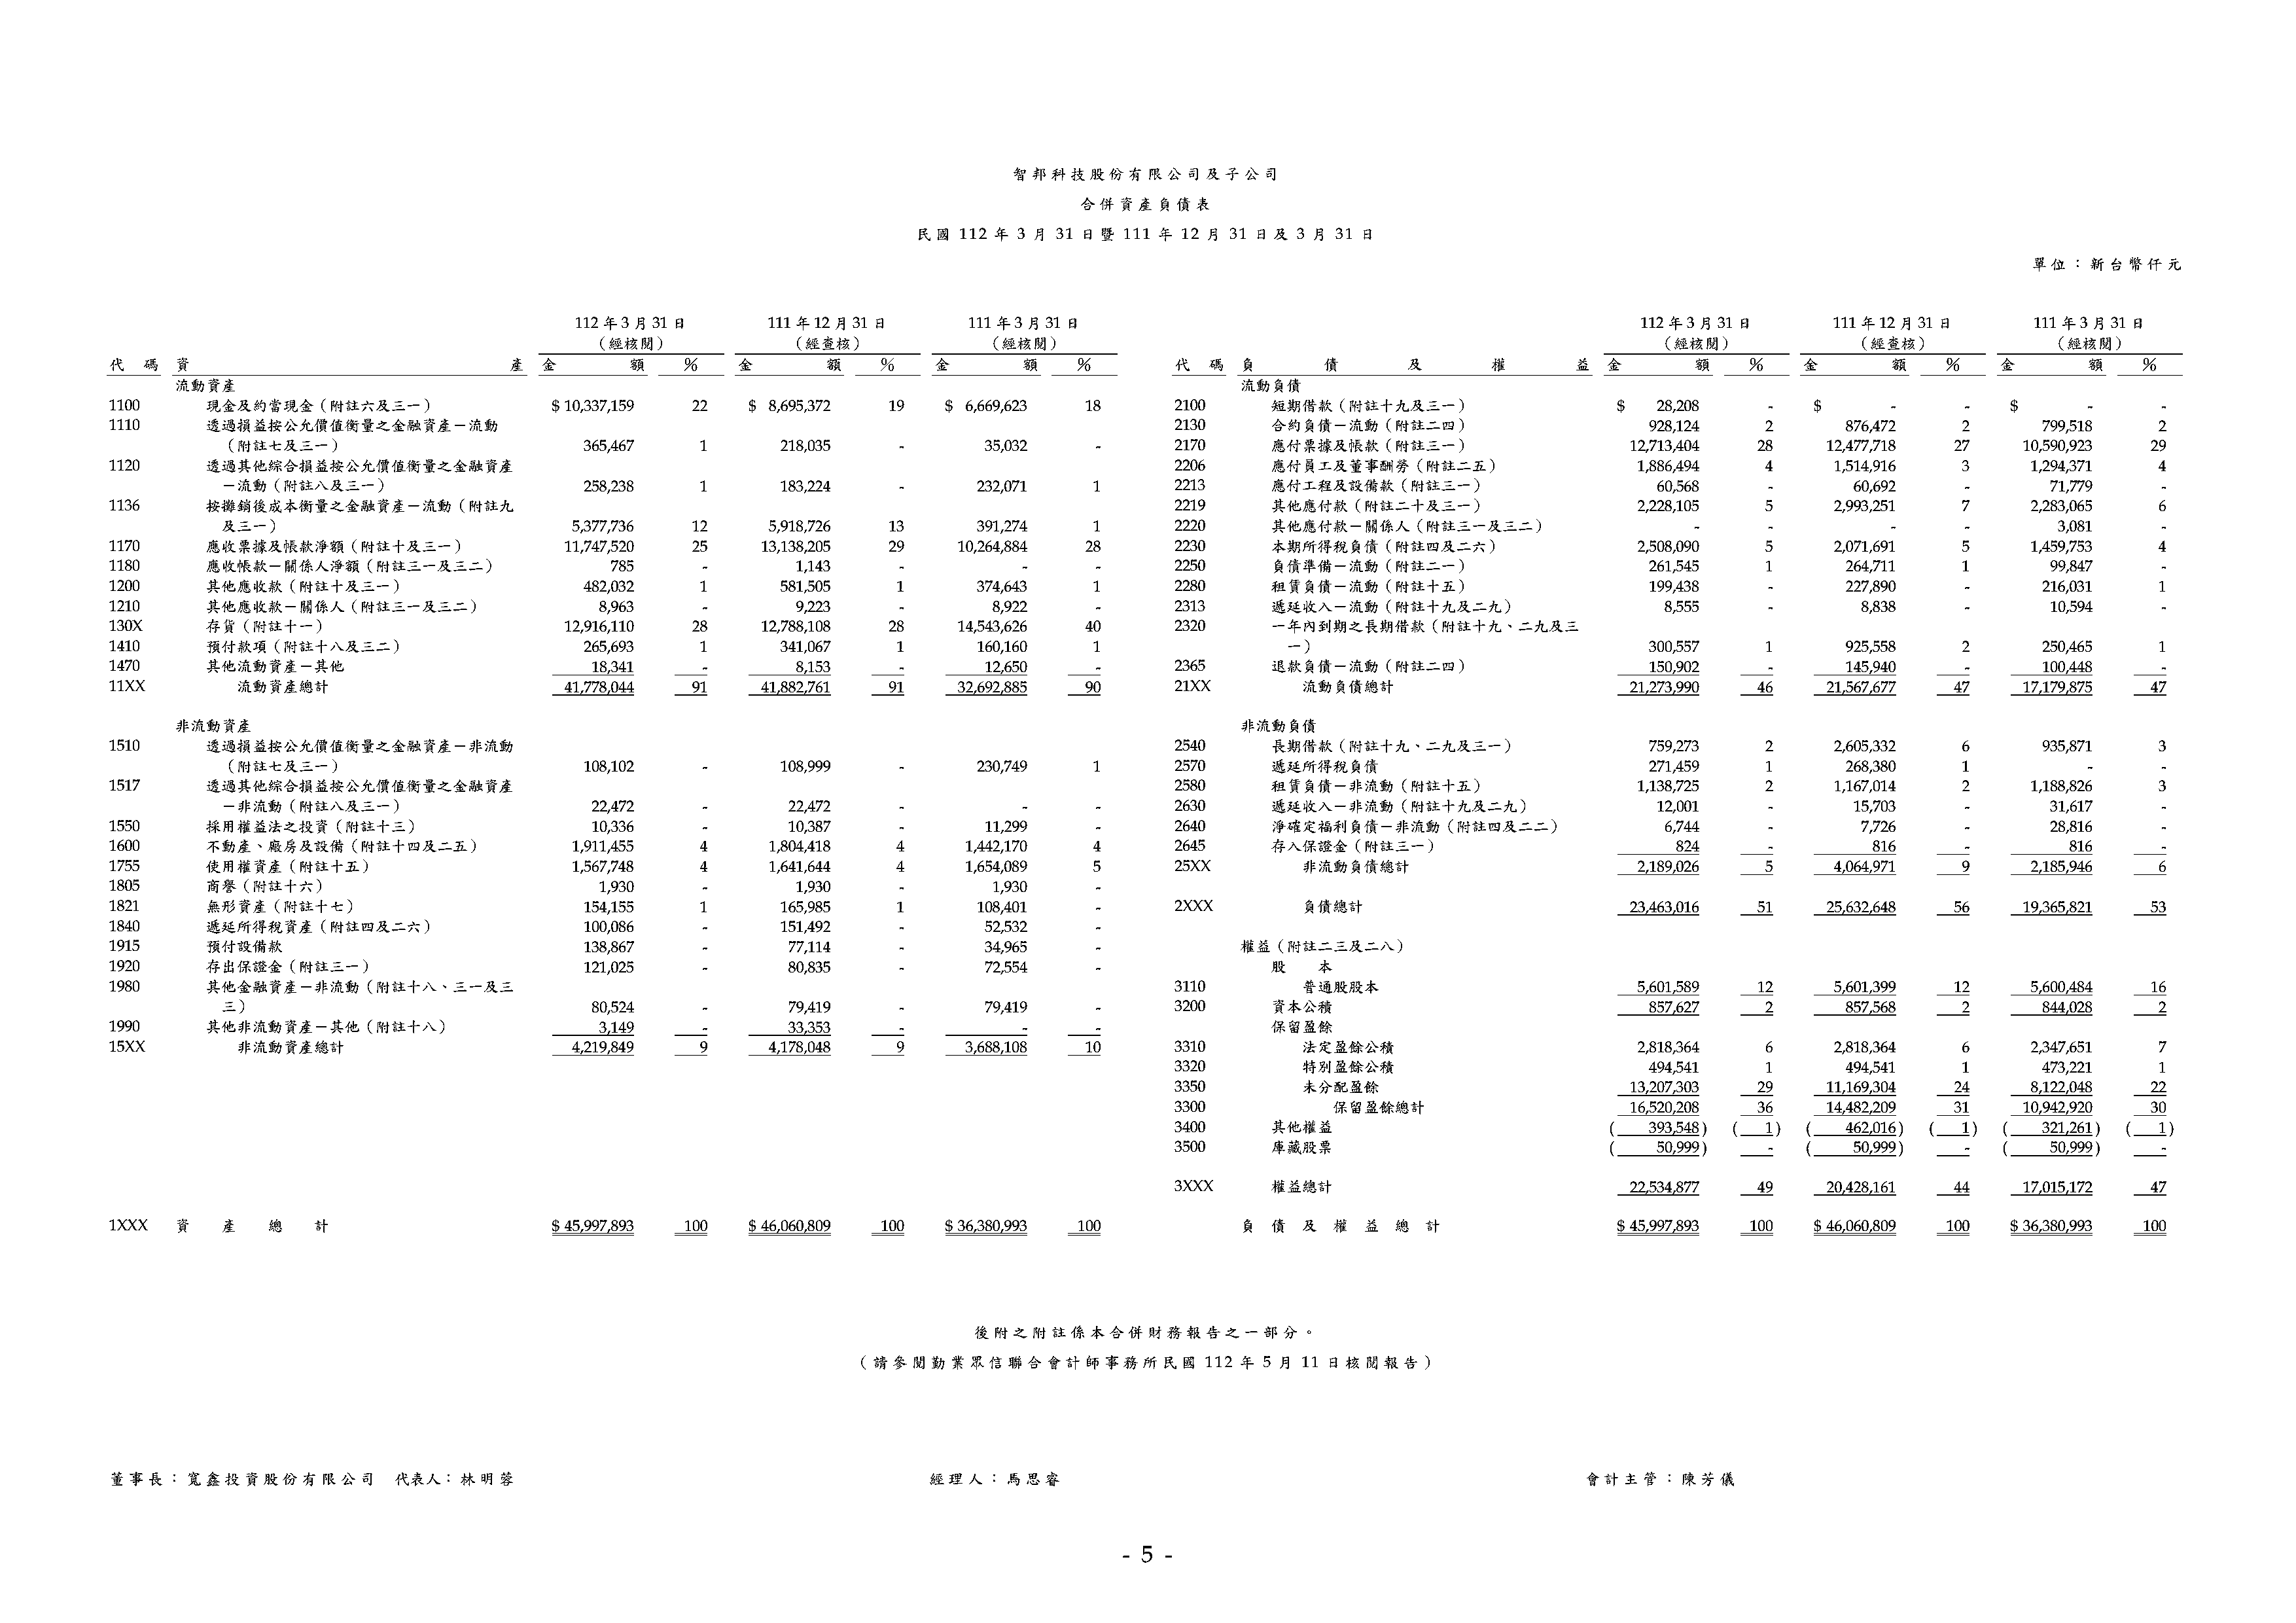 智邦科技股份有限公司及子公司
合併資產負債表
民國 112 年 3 月 31 日暨 111 年 12 月 31 日及 3 月 31 日
單位：新台幣仟元
112 年 3 月 31 日 111 年 12 月 31 日 111 年 3 月 31 日
（經核閱） （經查核） （經核閱）
代 碼 資 產 金 額 % 金 額 % 金 額 %
流動資產
1100 現金及約當現金（附註六及三一） $ 10,337,159 22 $ 8,695,372 19 $ 6,669,623 18
1110 透過損益按公允價值衡量之金融資產－流動
（附註七及三一） 365,467 1 218,035 - 35,032 -
1120 透過其他綜合損益按公允價值衡量之金融資產
－流動（附註八及三一） 258,238 1 183,224 - 232,071 1
1136 按攤銷後成本衡量之金融資產－流動（附註九
及三一） 5,377,736 12 5,918,726 13 391,274 1
1170 應收票據及帳款淨額（附註十及三一） 11,747,520 25 13,138,205 29 10,264,884 28
1180 應收帳款－關係人淨額（附註三一及三二） 785 - 1,143 - - -
1200 其他應收款（附註十及三一） 482,032 1 581,505 1 374,643 1
1210 其他應收款－關係人（附註三一及三二） 8,963 - 9,223 - 8,922 -
130X 存貨（附註十一） 12,916,110 28 12,788,108 28 14,543,626 40
1410 預付款項（附註十八及三二） 265,693 1 341,067 1 160,160 1
1470 其他流動資產－其他 18,341 - 8,153 - 12,650 -
11XX 流動資產總計 41,778,044 91 41,882,761 91 32,692,885 90
非流動資產
1510 透過損益按公允價值衡量之金融資產－非流動
（附註七及三一） 108,102 - 108,999 - 230,749 1
1517 透過其他綜合損益按公允價值衡量之金融資產
－非流動（附註八及三一） 22,472 - 22,472 - - -
1550 採用權益法之投資（附註十三） 10,336 - 10,387 - 11,299 -
1600 不動產、廠房及設備（附註十四及二五） 1,911,455 4 1,804,418 4 1,442,170 4
1755 使用權資產（附註十五） 1,567,748 4 1,641,644 4 1,654,089 5
1805 商譽（附註十六） 1,930 - 1,930 - 1,930 -
1821 無形資產（附註十七） 154,155 1 165,985 1 108,401 -
1840 遞延所得稅資產（附註四及二六） 100,086 - 151,492 - 52,532 -
1915 預付設備款 138,867 - 77,114 - 34,965 -
1920 存出保證金（附註三一） 121,025 - 80,835 - 72,554 -
1980 其他金融資產－非流動（附註十八、三一及三
三） 80,524 - 79,419 - 79,419 -
1990 其他非流動資產－其他（附註十八） 3,149 - 33,353 - - -
15XX 非流動資產總計 4,219,849 9 4,178,048 9 3,688,108 10
1XXX 資 產 總 計 $ 45,997,893 100 $ 46,060,809 100 $ 36,380,993 100
112 年 3 月 31 日 111 年 12 月 31 日 111 年 3 月 31 日
（經核閱） （經查核） （經核閱）
代 碼 負 債 及 權 益 金 額 % 金 額 % 金 額 %
流動負債
2100 短期借款（附註十九及三一） $ 28,208 - $ - - $ - -
2130 合約負債－流動（附註二四） 928,124 2 876,472 2 799,518 2
2170 應付票據及帳款（附註三一） 12,713,404 28 12,477,718 27 10,590,923 29
2206 應付員工及董事酬勞（附註二五） 1,886,494 4 1,514,916 3 1,294,371 4
2213 應付工程及設備款（附註三一） 60,568 - 60,692 - 71,779 -
2219 其他應付款（附註二十及三一） 2,228,105 5 2,993,251 7 2,283,065 6
2220 其他應付款－關係人（附註三一及三二） - - - - 3,081 -
2230 本期所得稅負債（附註四及二六） 2,508,090 5 2,071,691 5 1,459,753 4
2250 負債準備－流動（附註二一） 261,545 1 264,711 1 99,847 -
2280 租賃負債－流動（附註十五） 199,438 - 227,890 - 216,031 1
2313 遞延收入－流動（附註十九及二九） 8,555 - 8,838 - 10,594 -
2320 一年內到期之長期借款（附註十九、二九及三
一） 300,557 1 925,558 2 250,465 1
2365 退款負債－流動（附註二四） 150,902 - 145,940 - 100,448 -
21XX 流動負債總計 21,273,990 46 21,567,677 47 17,179,875 47
非流動負債
2540 長期借款（附註十九、二九及三一） 759,273 2 2,605,332 6 935,871 3
2570 遞延所得稅負債 271,459 1 268,380 1 - -
2580 租賃負債－非流動（附註十五） 1,138,725 2 1,167,014 2 1,188,826 3
2630 遞延收入－非流動（附註十九及二九） 12,001 - 15,703 - 31,617 -
2640 淨確定福利負債－非流動（附註四及二二） 6,744 - 7,726 - 28,816 -
2645 存入保證金（附註三一） 824 - 816 - 816 -
25XX 非流動負債總計 2,189,026 5 4,064,971 9 2,185,946 6
2XXX 負債總計 23,463,016 51 25,632,648 56 19,365,821 53
權益（附註二三及二八）
股 本
3110 普通股股本 5,601,589 12 5,601,399 12 5,600,484 16
3200 資本公積 857,627 2 857,568 2 844,028 2
保留盈餘
3310 法定盈餘公積 2,818,364 6 2,818,364 6 2,347,651 7
3320 特別盈餘公積 494,541 1 494,541 1 473,221 1
3350 未分配盈餘 13,207,303 29 11,169,304 24 8,122,048 22
3300 保留盈餘總計 16,520,208 36 14,482,209 31 10,942,920 30
3400 其他權益 ( 393,548) ( 1) ( 462,016) ( 1) ( 321,261) ( 1)
3500 庫藏股票 ( 50,999) - ( 50,999) - ( 50,999) -
3XXX 權益總計 22,534,877 49 20,428,161 44 17,015,172 47
負 債 及 權 益 總 計 $ 45,997,893 100 $ 46,060,809 100 $ 36,380,993 100
後附之附註係本合併財務報告之一部分。
（請參閱勤業眾信聯合會計師事務所民國 112 年 5 月 11 日核閱報告）
董事長：寬鑫投資股份有限公司 代表人：林明蓉 經理人：馬思睿 會計主管：陳芳儀
- 5 -